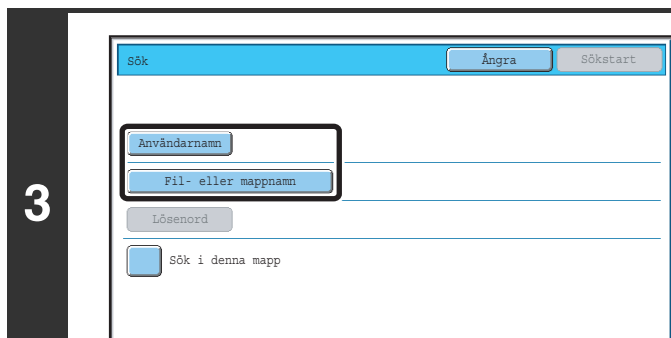 3
Sök Ångra Sökstart
Användarnamn
Fil- eller mappnamn
Lösenord
Sök i denna mapp